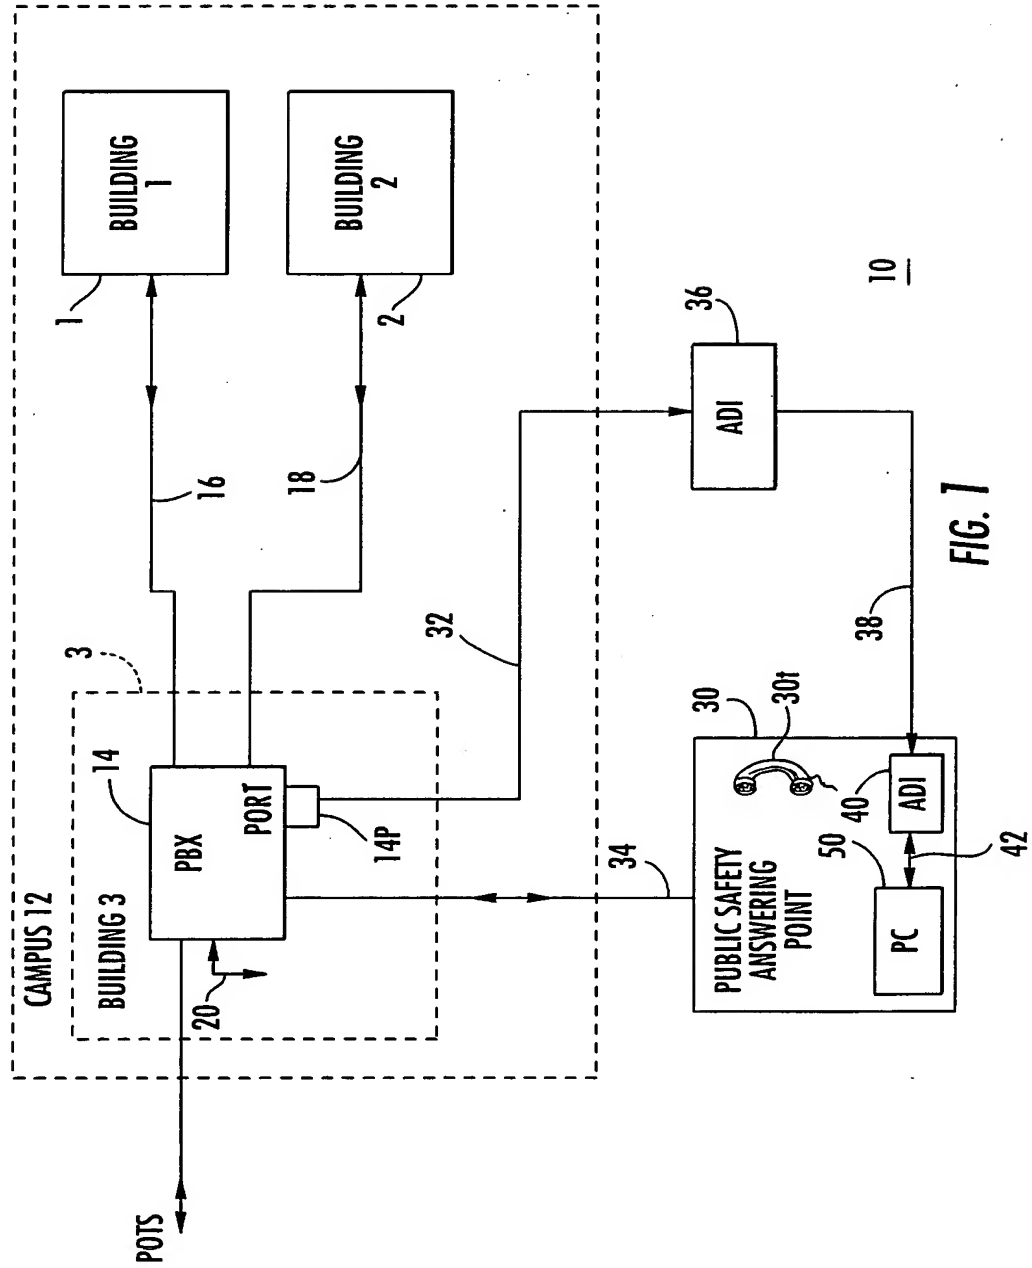 CAMPUS 12
BUILDING 3
3
POTS
20
PBX
14
PORT
14P
16
18
1
BUILDING
1
2
BUILDING
2
32
34
PUBLIC SAFETY
ANSWERING
POINT
30
30t
50
PC
42
40
ADI
38
36
ADI
10
FIG. 1